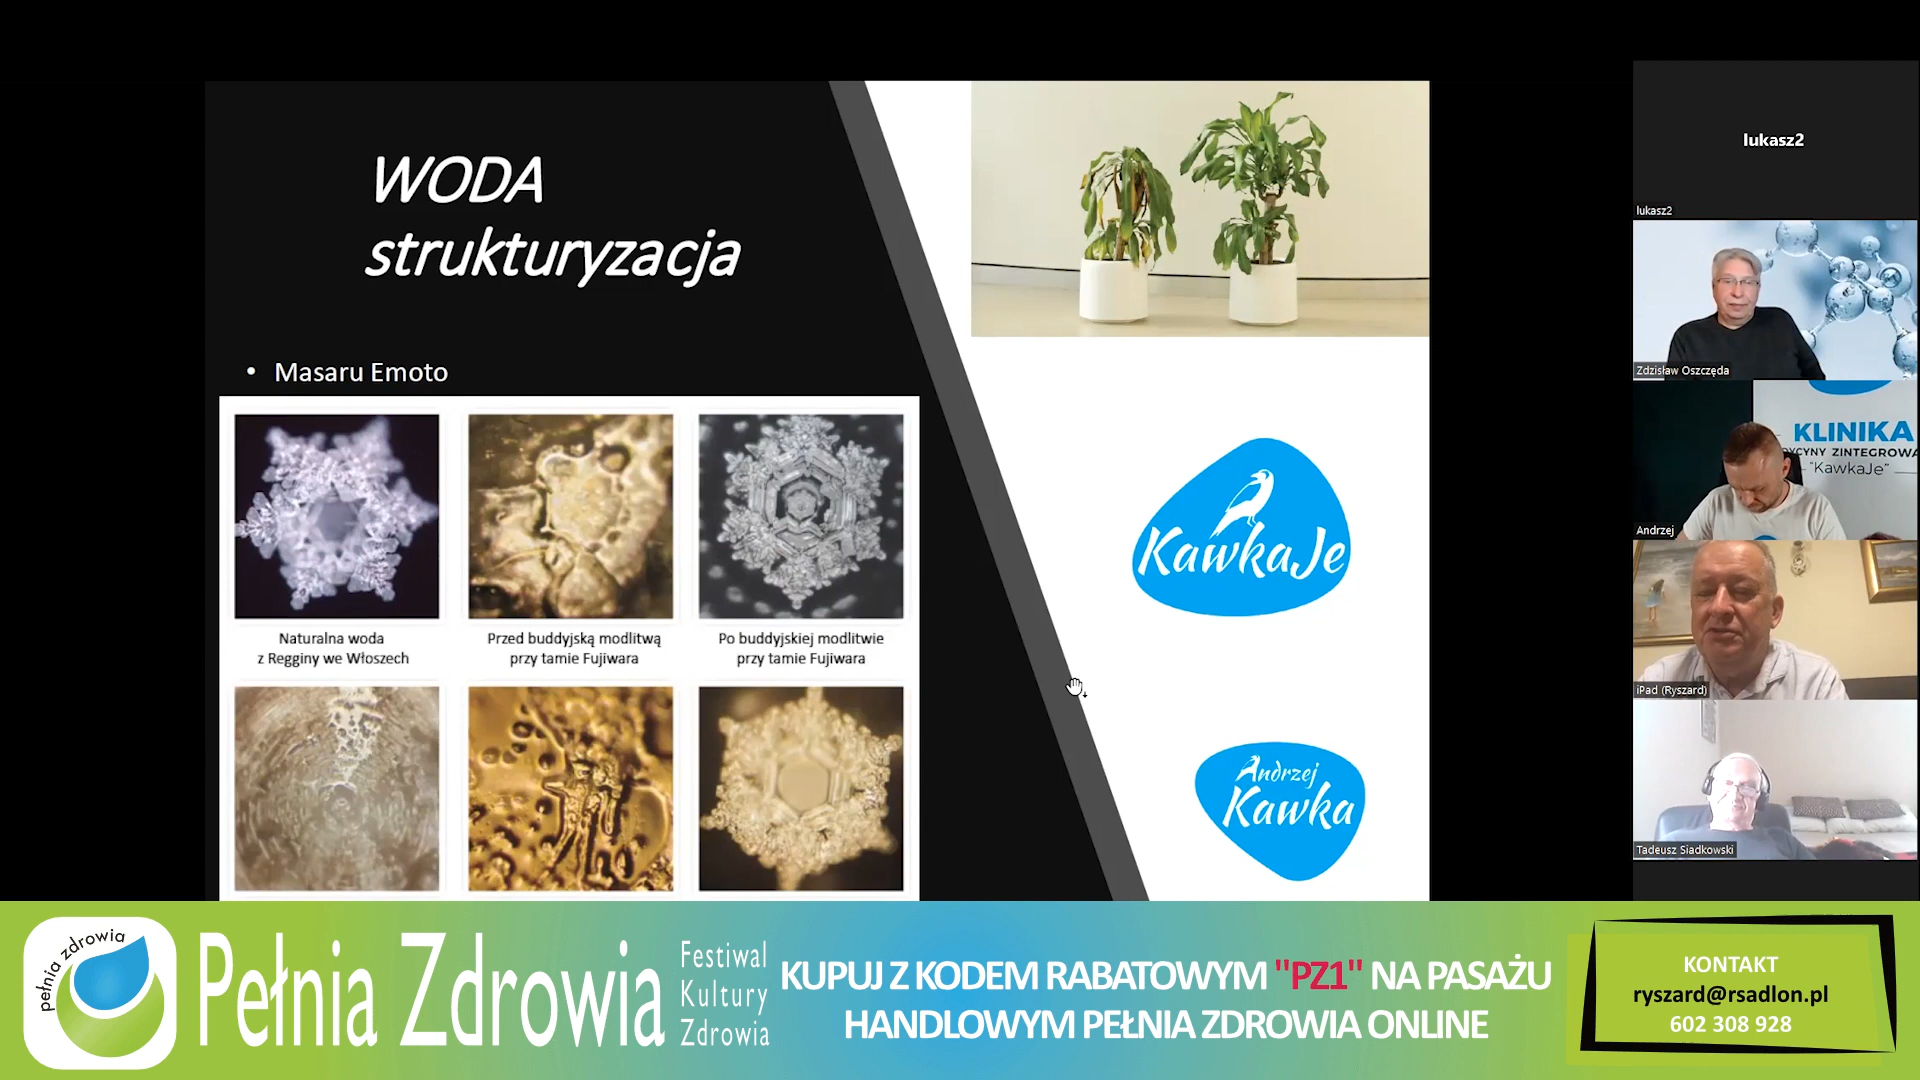 WODA
strukturyzacja
• Masaru Emoto
Naturalna woda
z Regginy we Włoszech
Przed buddyjską modlitwą
przy tamie Fujiwara
Po buddyjskiej modlitwie
przy tamie Fujiwara
KawkaJe
Andrzej
Kawka
lukasz2
lukasz2
Zdzisław Oszczęda
KLINIKA
YCYNY ZINTEGROWA
"KawkaJe"
Andrzej
iPad (Ryszard)
Tadeusz Siadkowski
pełnia zdrowia
Pełnia Zdrowia
Festiwal
Kultury
Zdrowia
KUPUJ Z KODEM RABATOWYM "PZ1" NA PASAŻU
HANDLOWYM PEŁNIA ZDROWIA ONLINE
KONTAKT
ryszard@rsadlon.pl
602 308 928